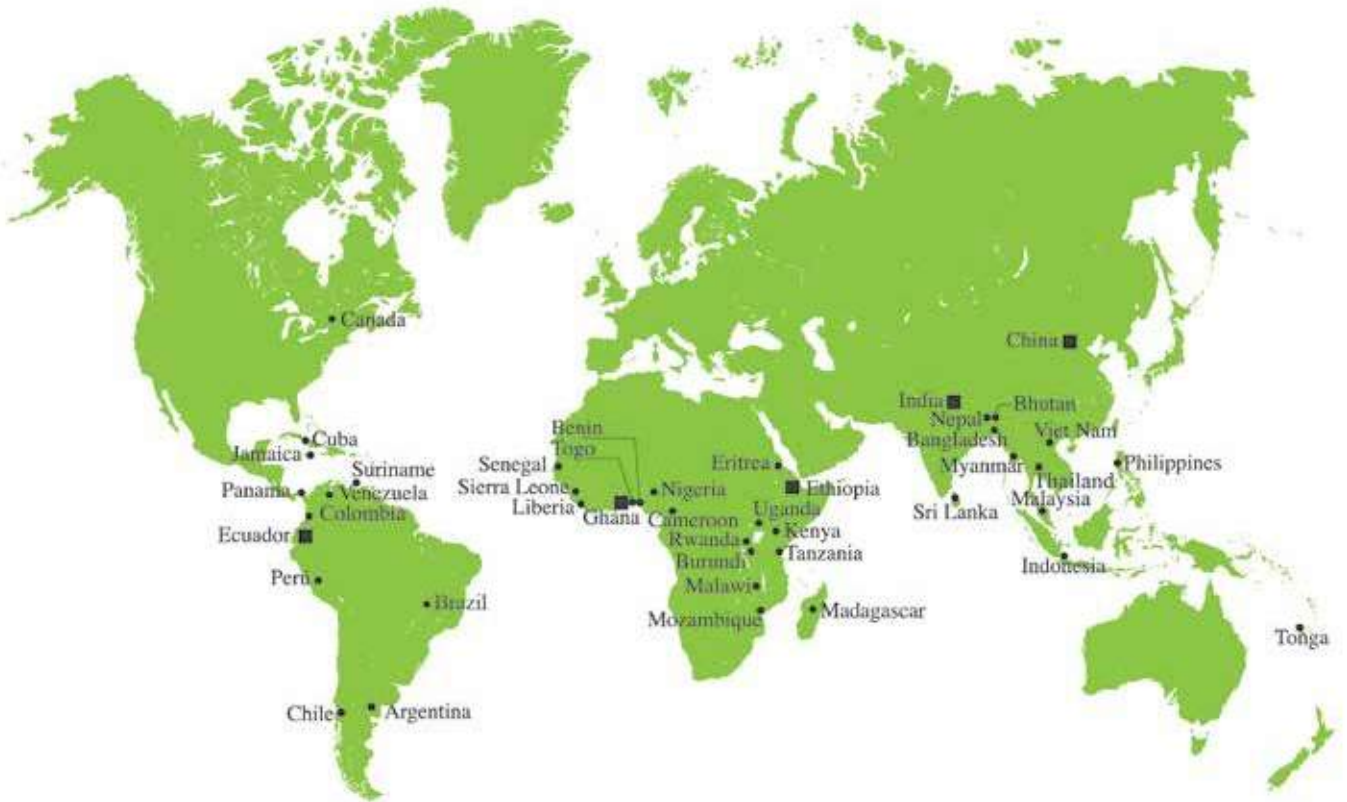 Canada
China
India
Bhutan
Nepal
Cuba
Benin
Viet Nam
Bangladesh
Jamaica
Togo
Suriname
Senegal
Eritrea
Myanmar
Philippines
Thailand
Panama
Venezuela
Sierra Leone
Nigeria
Ethiopia
Malaysia
Liberia
Uganda
Sri Lanka
Colombia
Ghana
Cameroon
Kenya
Ecuador
Rwanda
Tanzania
Burundi
Indonesia
Peru
Malawi
Brazil
Mozambique
Madagascar
Tonga
Chile
Argentina